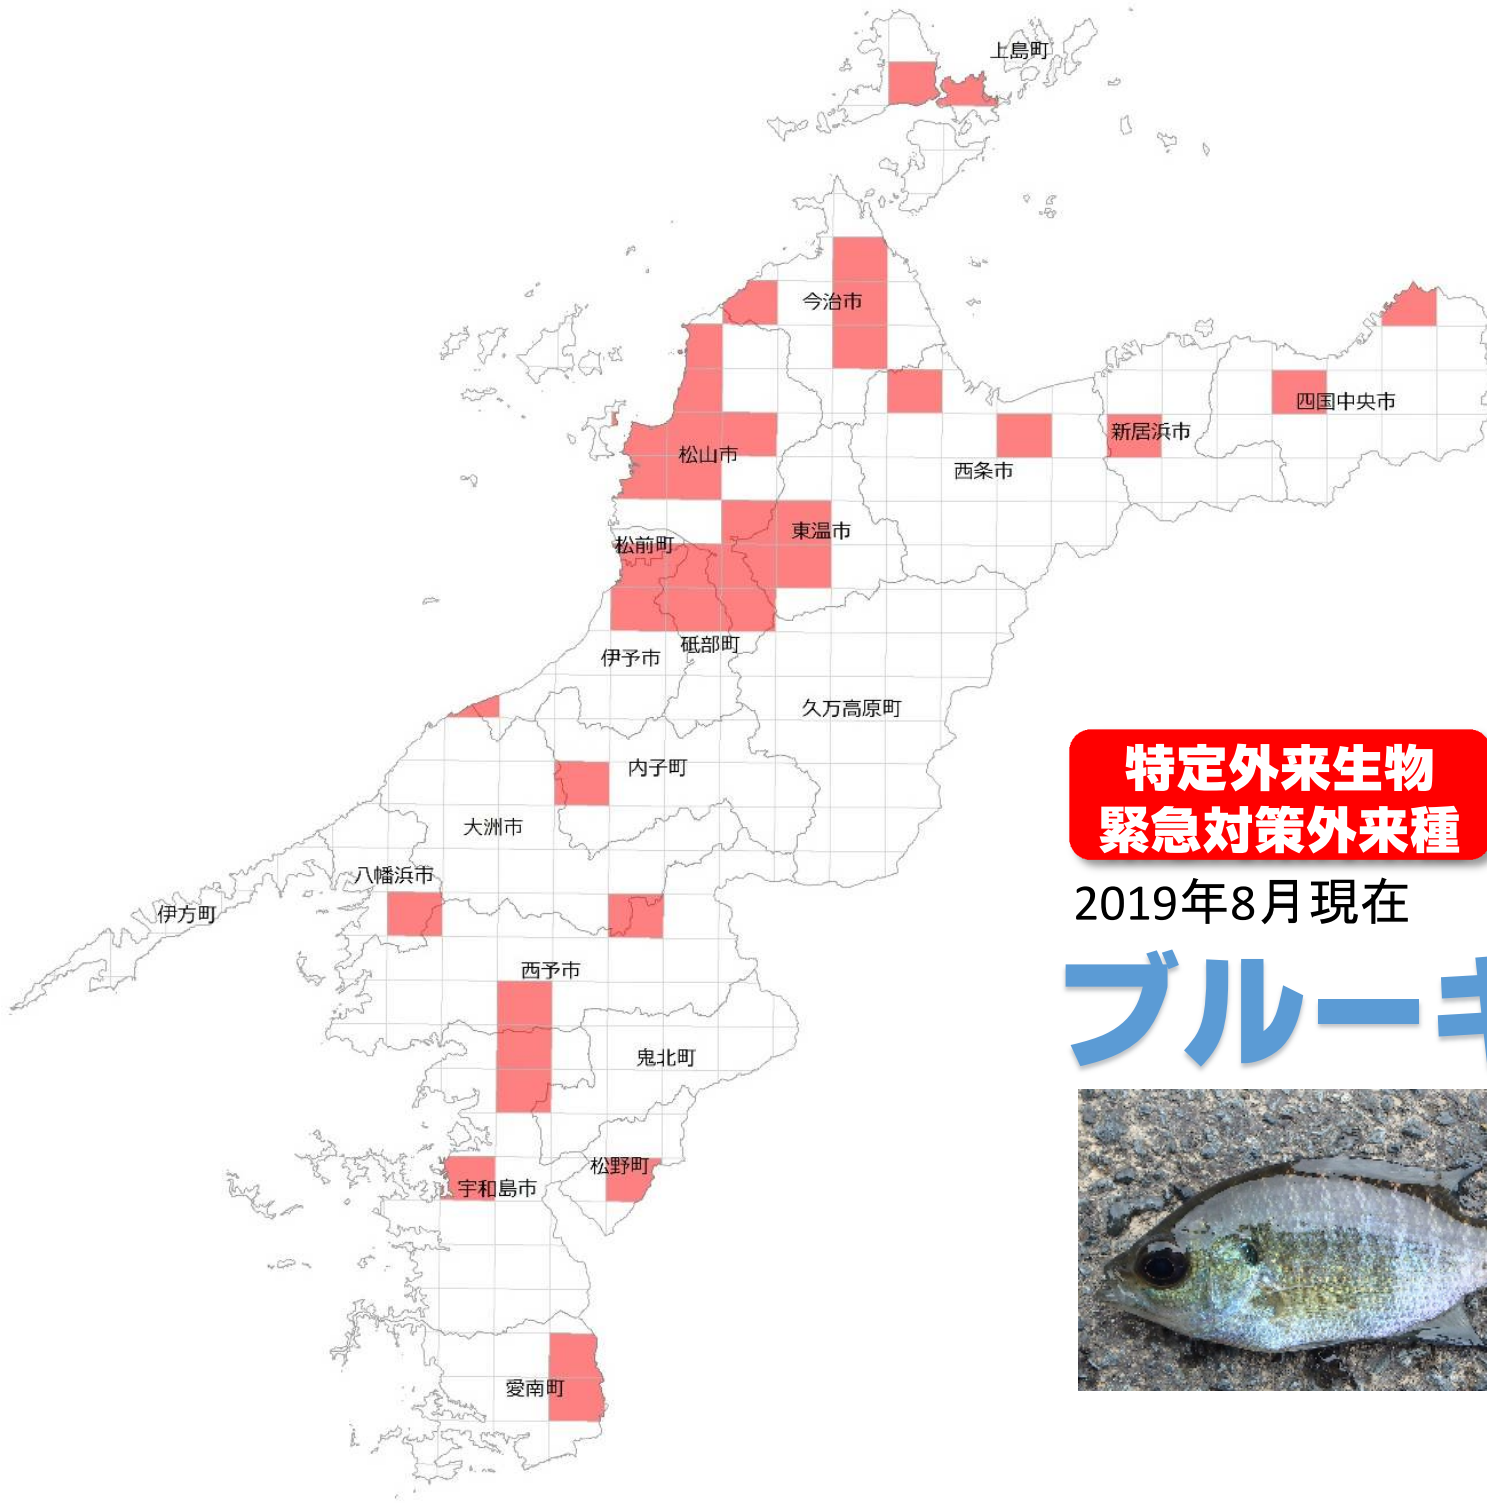 上島町
今治市
四国中央市
新居浜市
松山市
西条市
東温市
松前町
砥部町
伊予市
久万高原町
内子町
大洲市
八幡浜市
伊方町
西予市
鬼北町
松野町
宇和島市
愛南町
特定外来生物
緊急対策外来種
2019年8月現在
ブルーギ